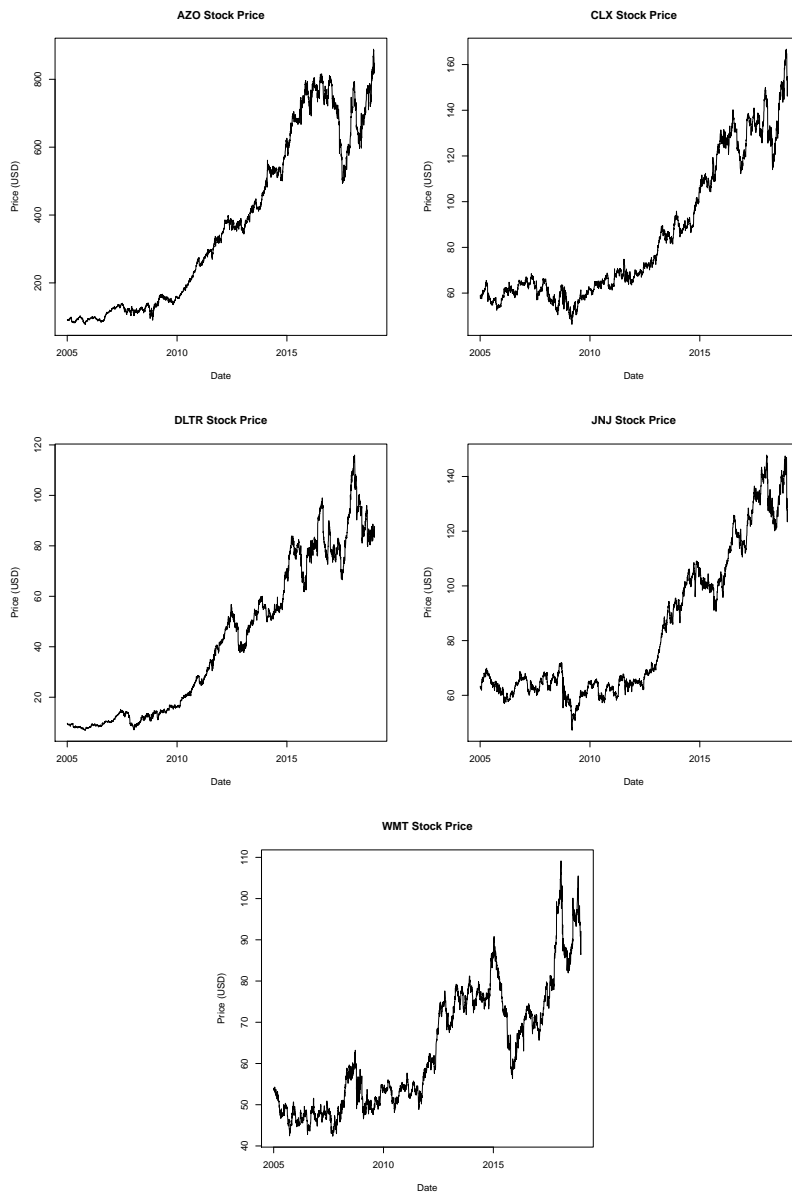 AZO Stock Price
Price (USD)
800
600
400
200
2005 2010 2015
Date
CLX Stock Price
Price (USD)
160
140
120
100
80
60
2005 2010 2015
Date
DLTR Stock Price
Price (USD)
120
100
80
60
40
20
2005 2010 2015
Date
JNJ Stock Price
Price (USD)
140
120
100
80
60
2005 2010 2015
Date
WMT Stock Price
Price (USD)
110
100
90
80
70
60
50
40
2005 2010 2015
Date